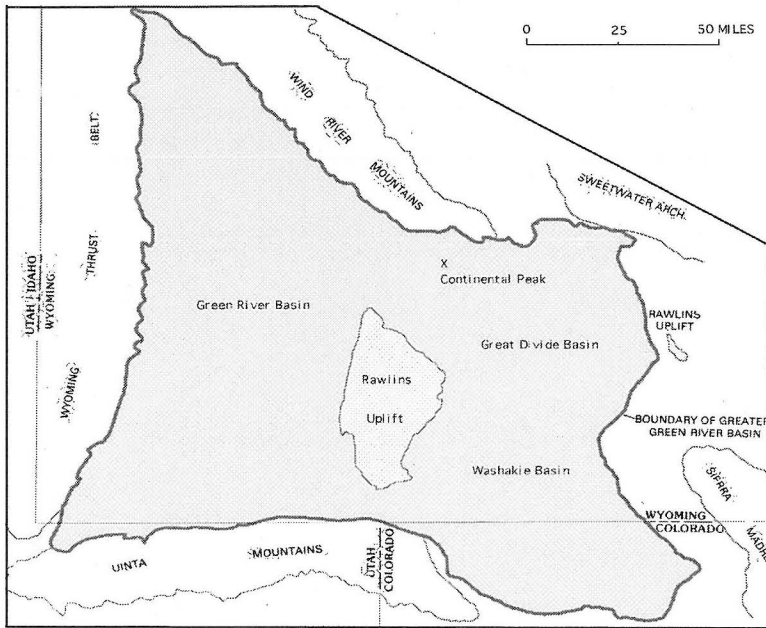 0 25 50 MILES
WIND
RIVER
MOUNTAINS
SWEETWATER ARCH.
BELT
THRUST
WYOMING
UTAH IDAHO
WYOMING
X
Continental Peak
Green River Basin
Great Divide Basin
RAWLINS
UPLIFT
Rawlins
Uplift
BOUNDARY OF GREATER
GREEN RIVER BASIN
Washakie Basin
SIERRA
MADRE
WYOMING
COLORADO
UINTA
MOUNTAINS
UTAH
COLORADO